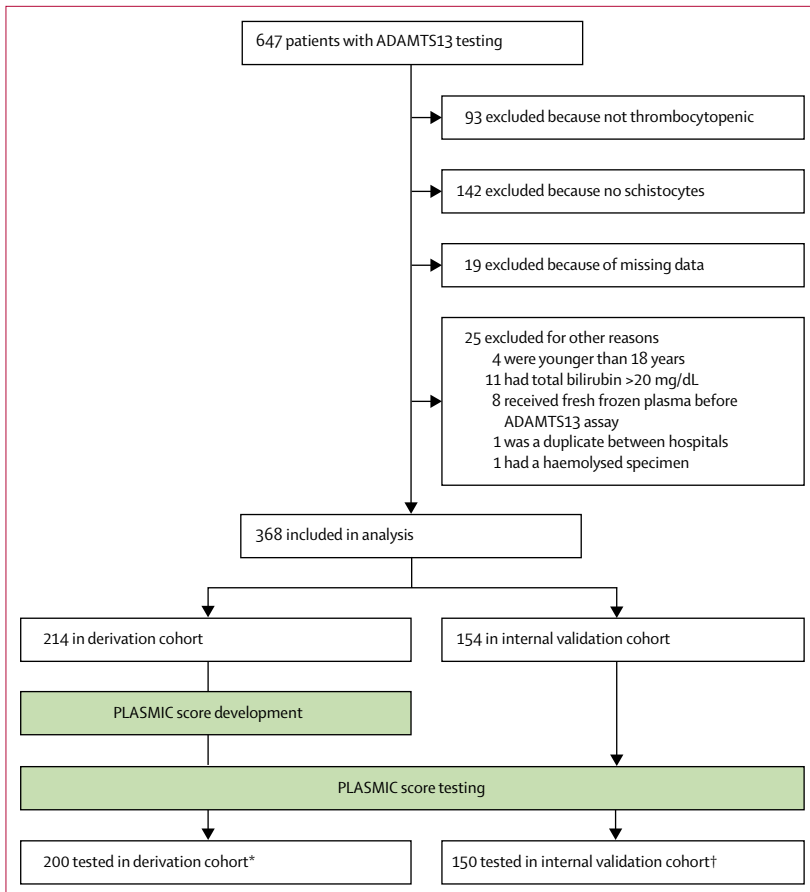 647 patients with ADAMTS13 testing
93 excluded because not thrombocytopenic
142 excluded because no schistocytes
19 excluded because of missing data
25 excluded for other reasons
4 were younger than 18 years
11 had total bilirubin >20 mg/dL
8 received fresh frozen plasma before
ADAMTS13 assay
1 was a duplicate between hospitals
1 had a haemolysed specimen
368 included in analysis
214 in derivation cohort
154 in internal validation cohort
PLASMIC score development
PLASMIC score testing
200 tested in derivation cohort*
150 tested in internal validation cohort†